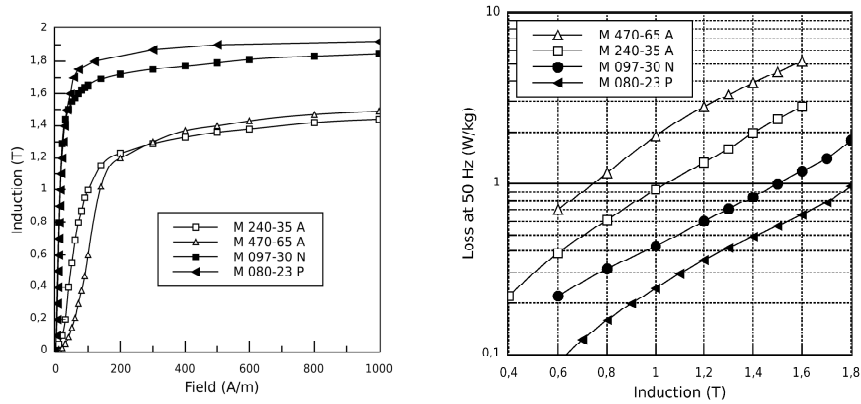 2
1,8
1,6
1,4
1,2
1
0,8
0,6
0,4
0,2
0
Induction (T)
M 240-35 A
M 470-65 A
M 097-30 N
M 080-23 P
0
200
400
600
800
1000
Field (A/m)
10
1
0,1
Loss at 50 Hz (W/kg)
M 470-65 A
M 240-35 A
M 097-30 N
M 080-23 P
0,4
0,6
0,8
1
1,2
1,4
1,6
1,8
Induction (T)